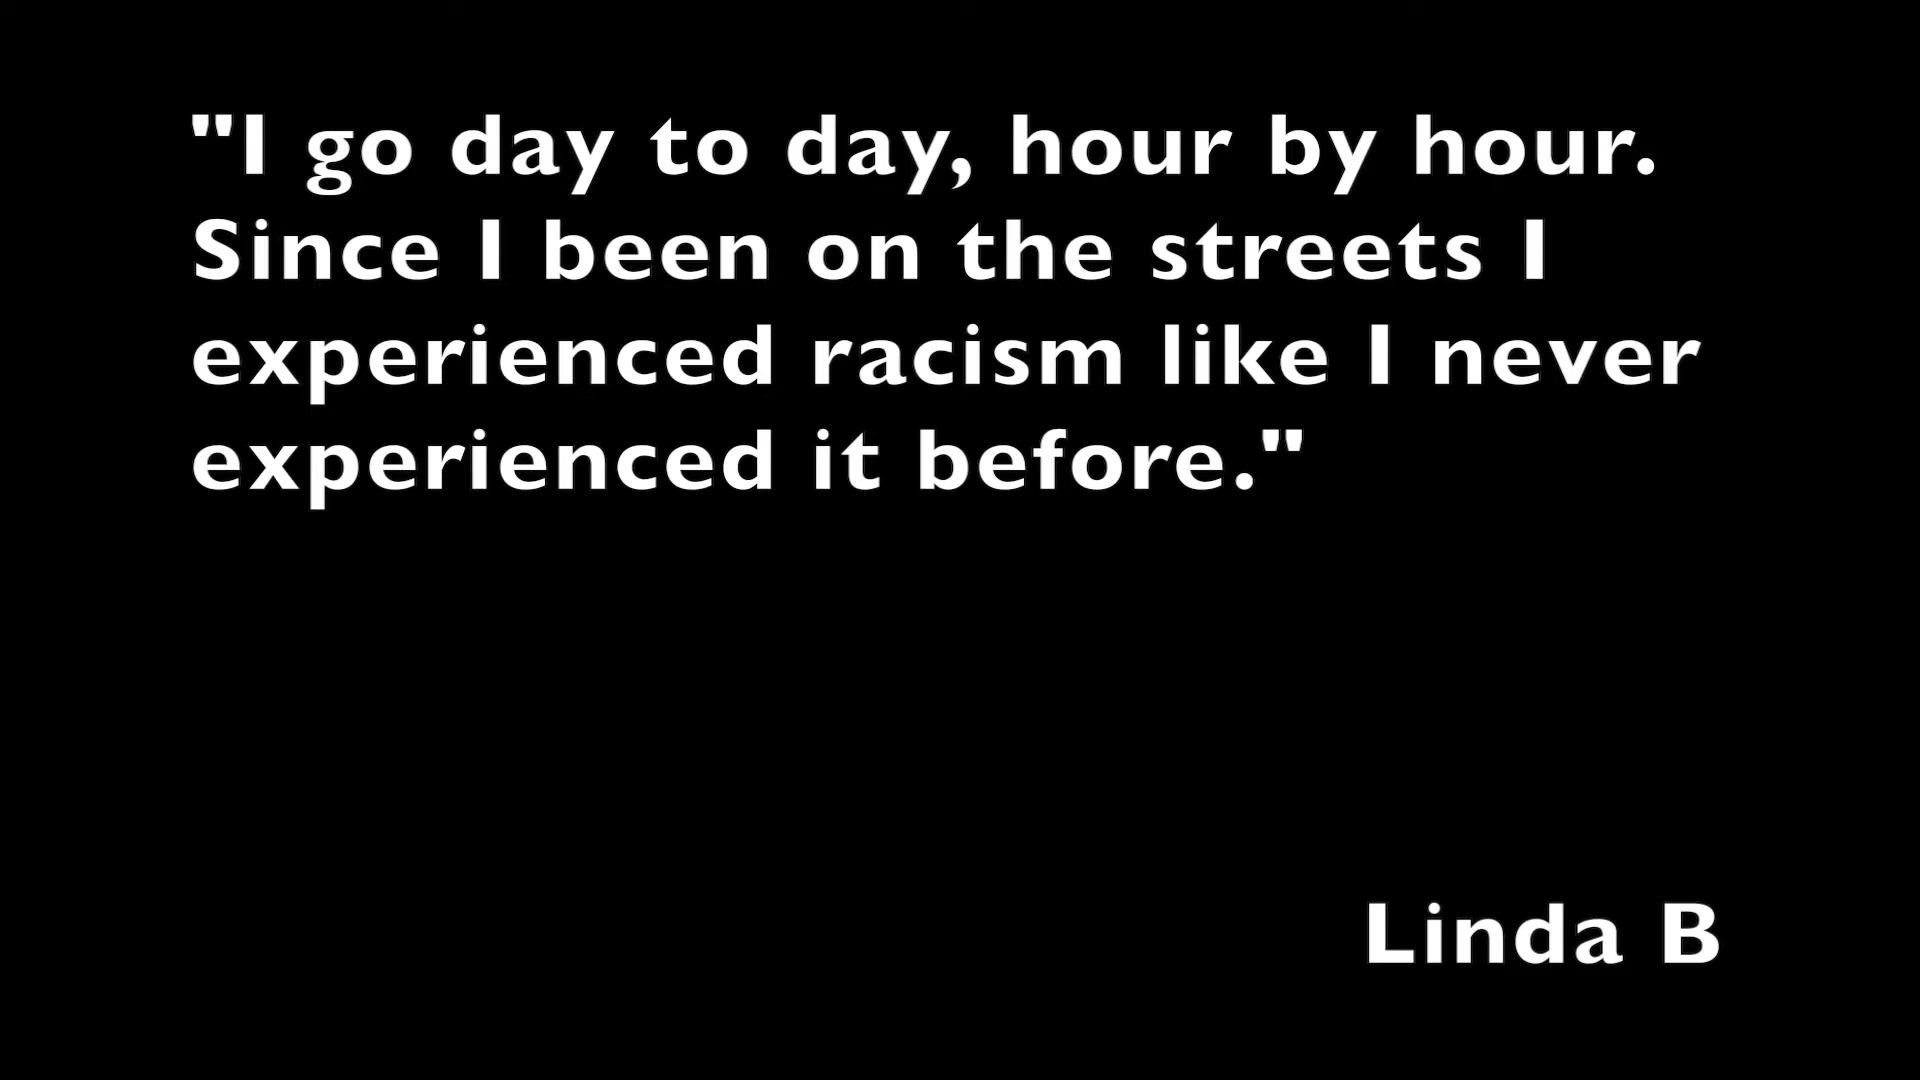 "I go day to day, hour by hour.
Since I been on the streets I
experienced racism like I never
experienced it before."
Linda B